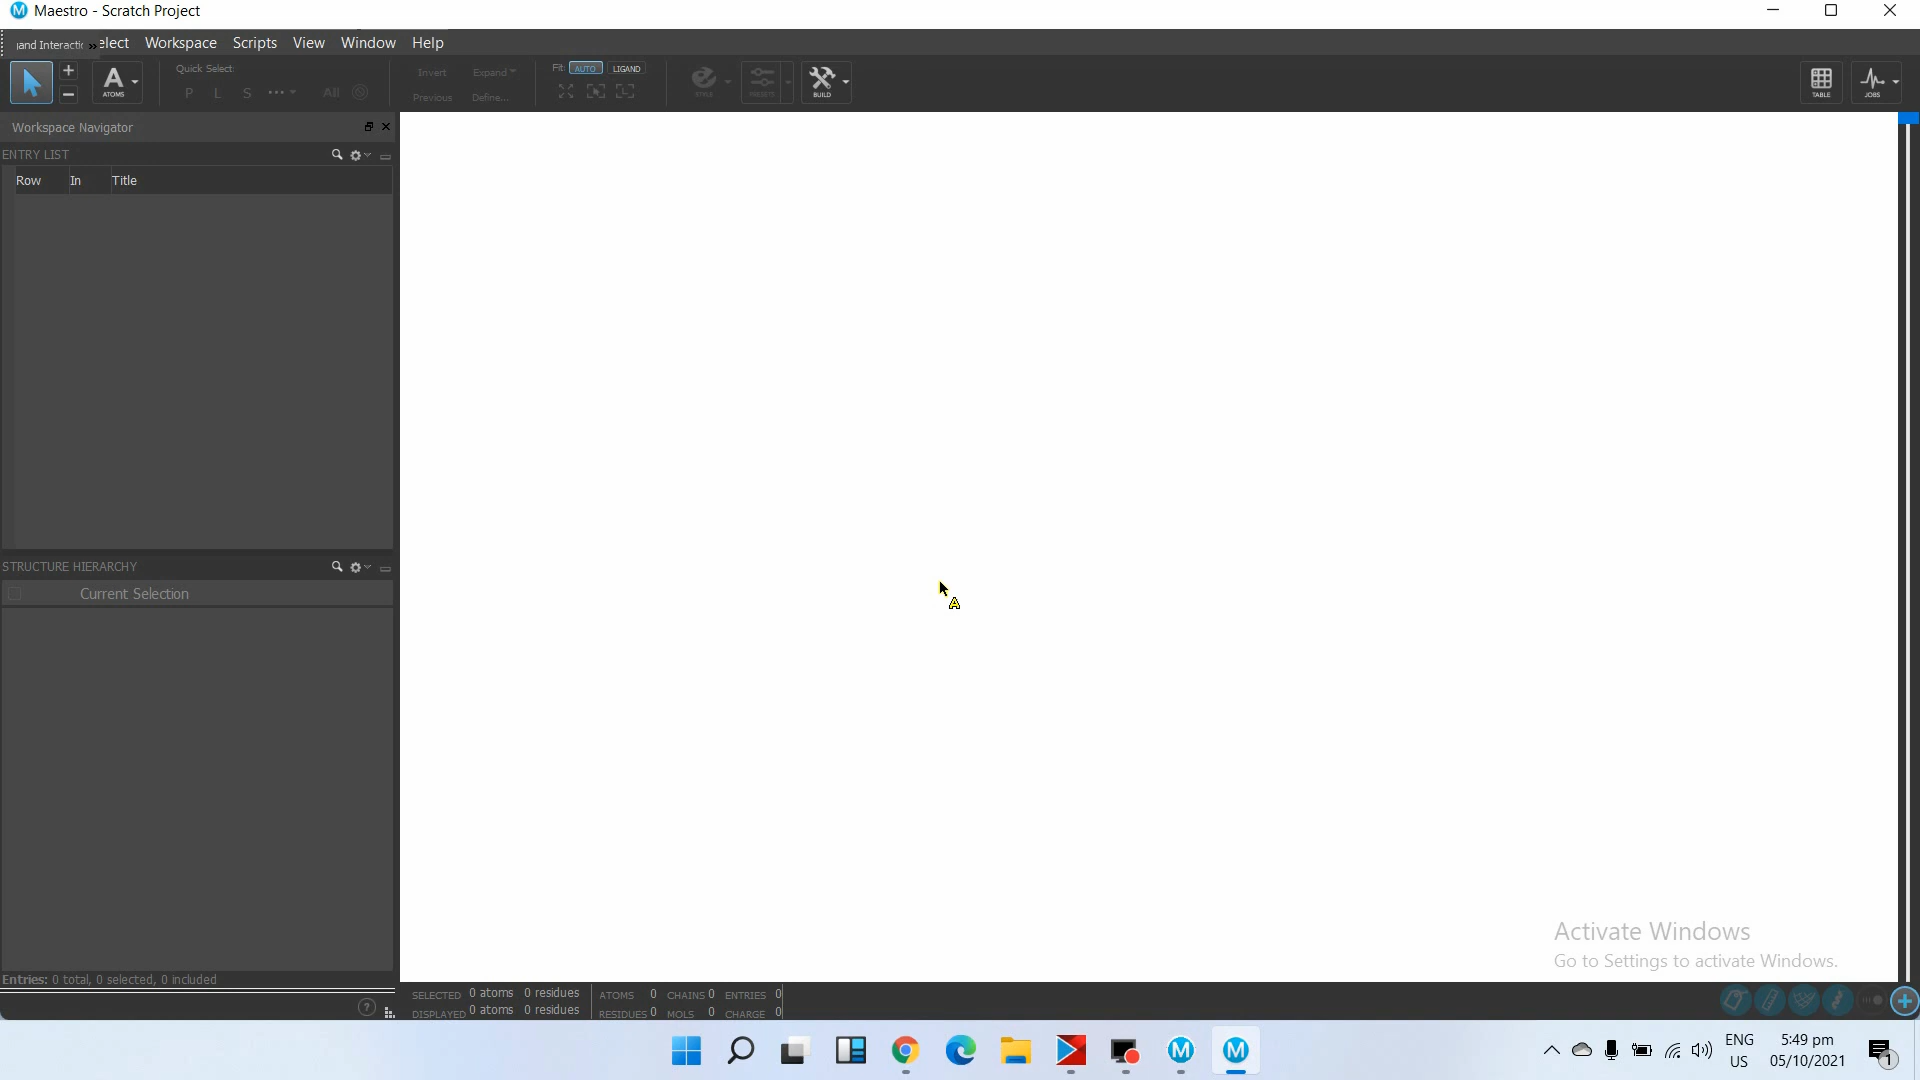 Maestro - Scratch Project
and Interactic » elect Workspace Scripts View Window Help
A ATOMS
Quick Select:
P L S ... All
Invert Expand
Previous Define...
Fit: AUTO LIGAND
STYLE PRESETS BUILD TABLE JOBS
Workspace Navigator
ENTRY LIST
Row In Title
STRUCTURE HIERARCHY
Current Selection
Entries: 0 total, 0 selected, 0 included
SELECTED 0 atoms 0 residues ATOMS 0 CHAINS 0 ENTRIES 0
DISPLAYED 0 atoms 0 residues RESIDUES 0 MOLS 0 CHARGE 0
A
Activate Windows
Go to Settings to activate Windows.
ENG
US
5:49 pm
05/10/2021
1